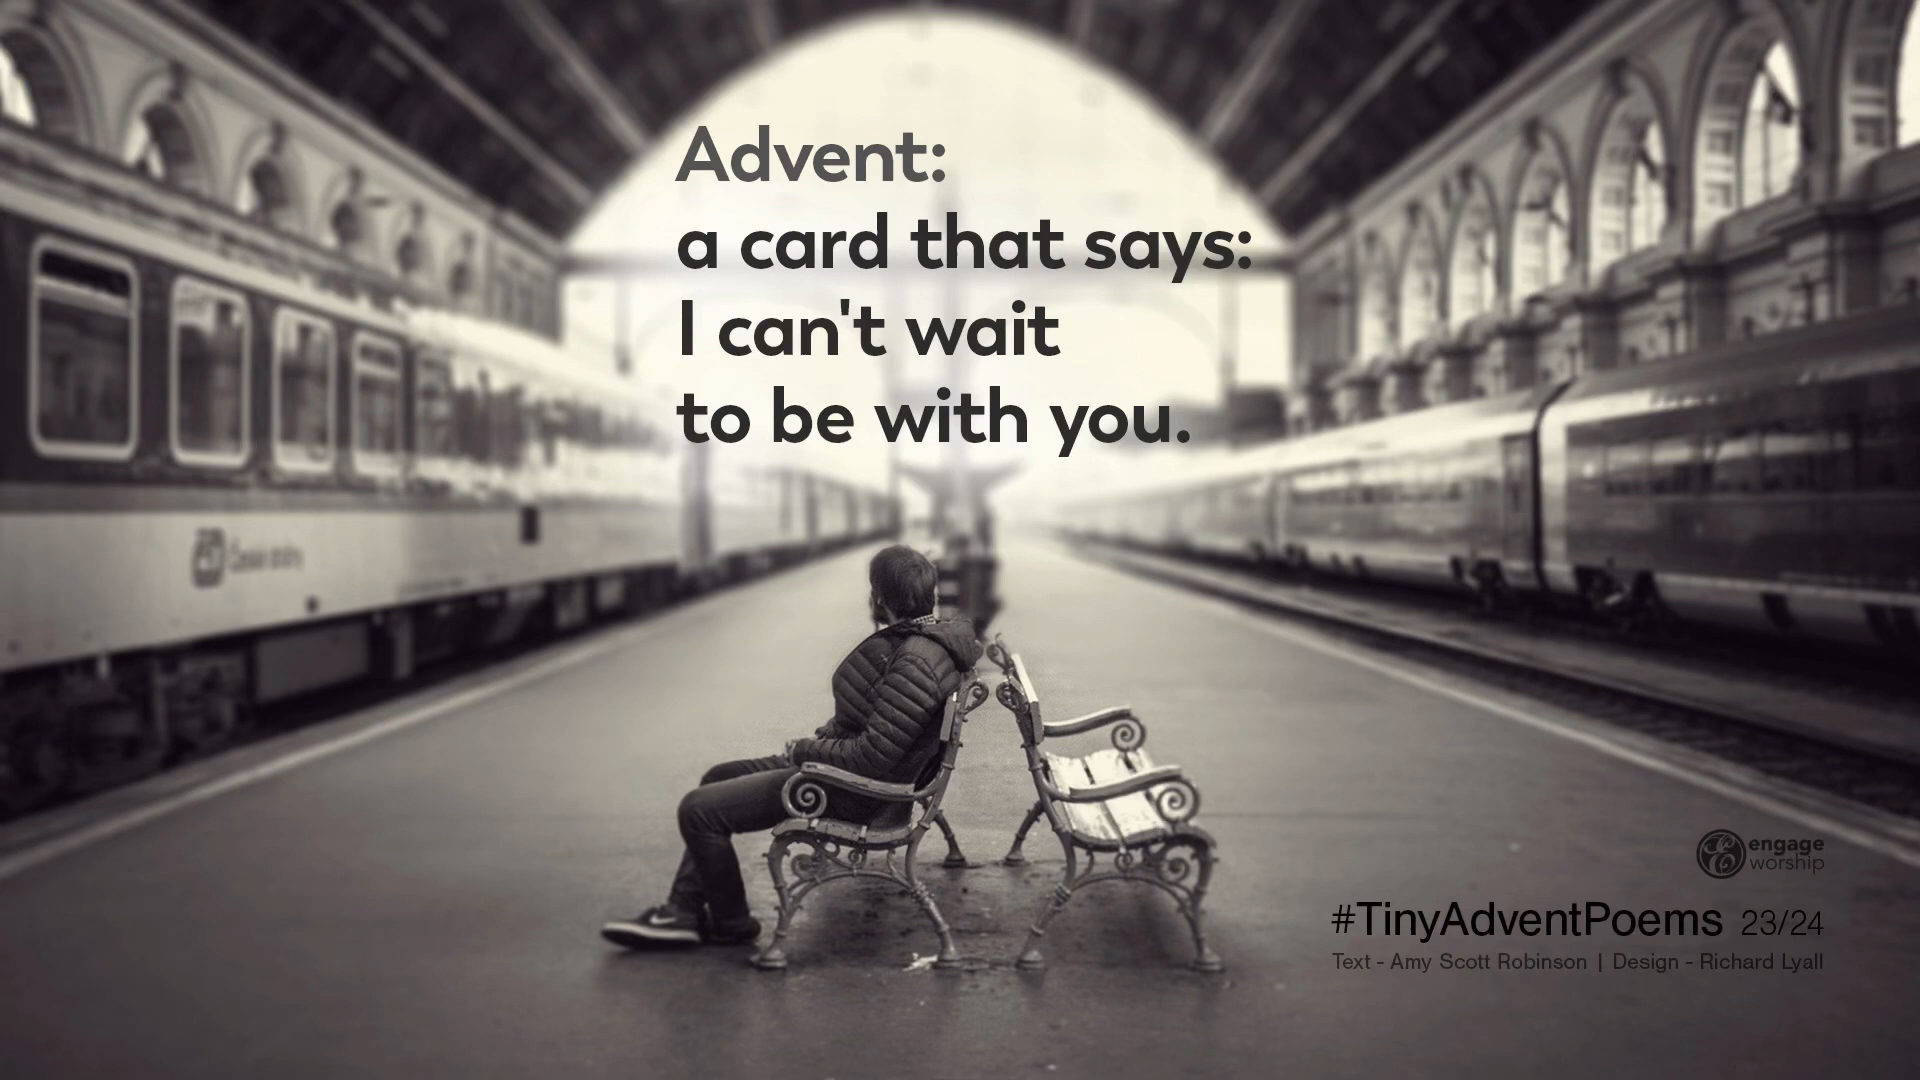 Advent:
a card that says:
I can't wait
to be with you.
engage
worship
#TinyAdventPoems 23/24
Text - Amy Scott Robinson | Design - Richard Lyall